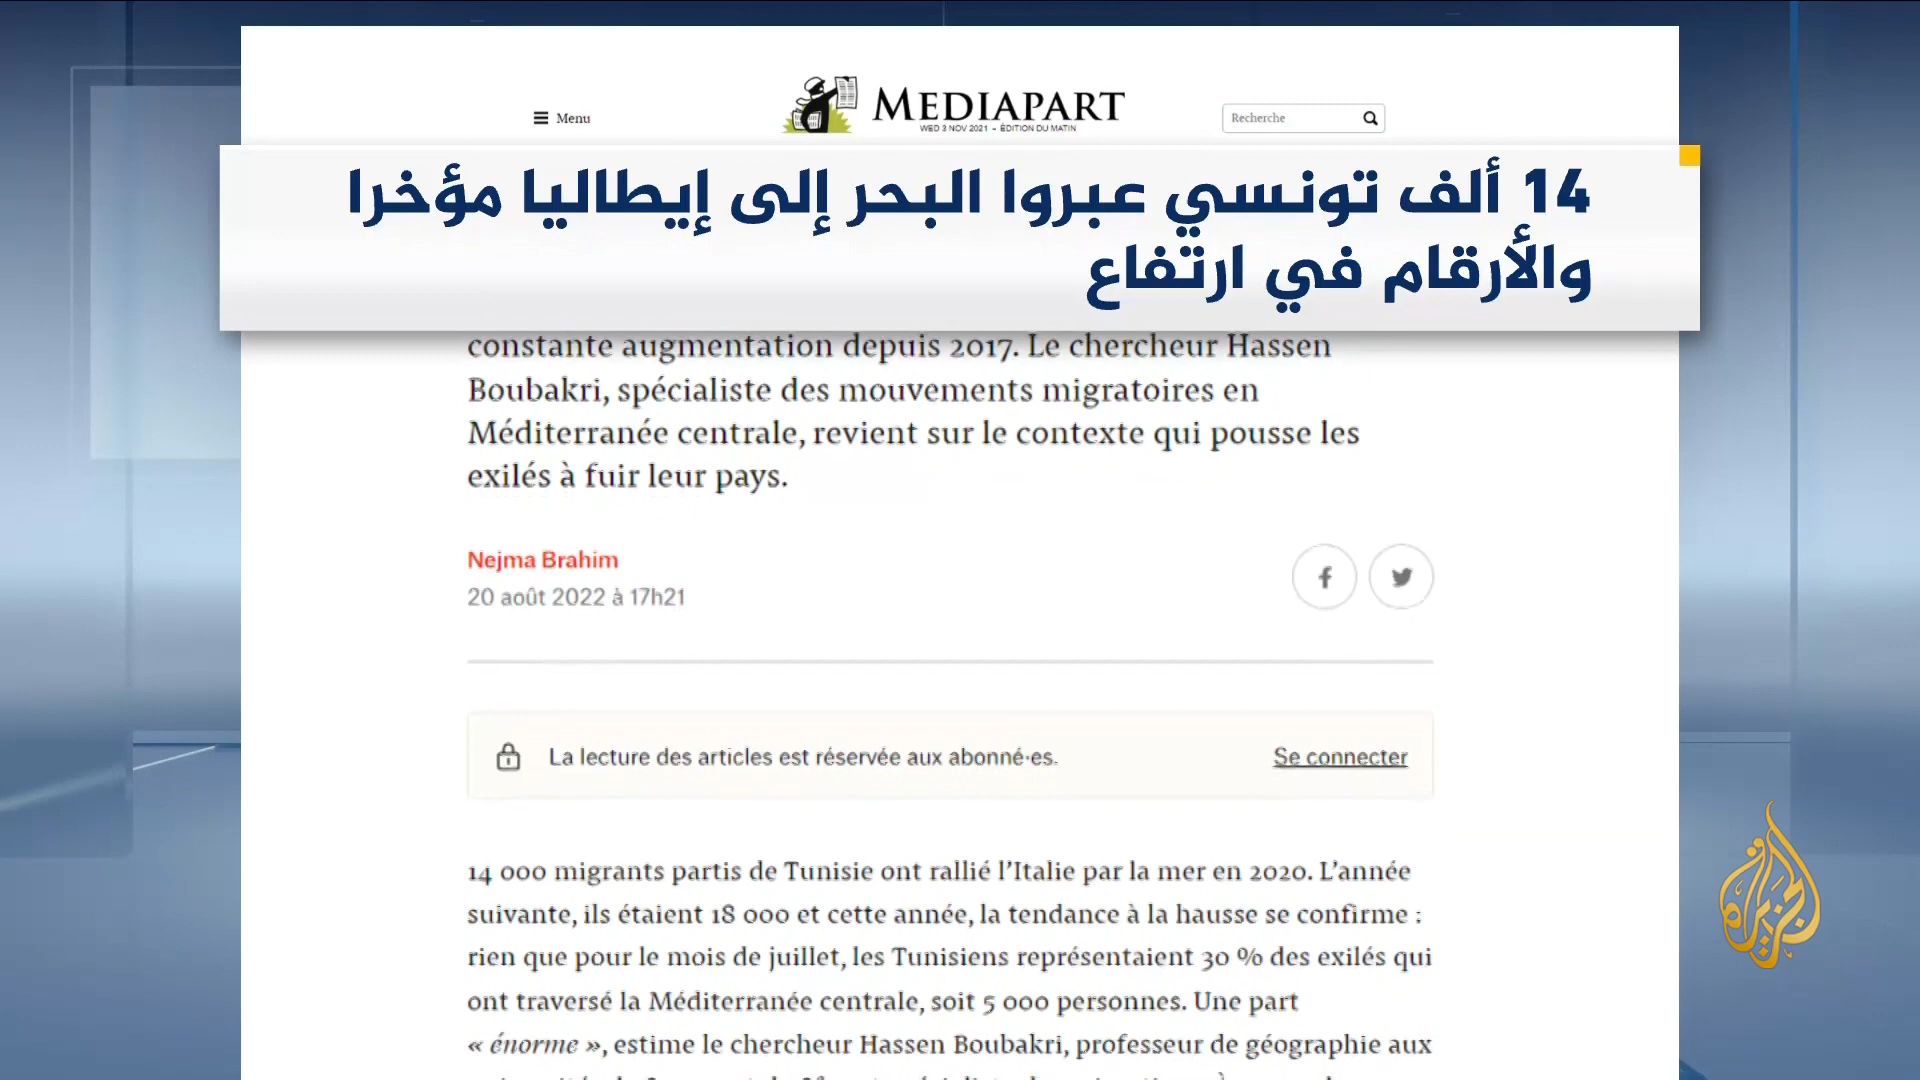 Menu
MEDIAPART
WED 3 NOV 2021 – ÉDITION DU MATIN
Recherche
14 ألف تونسي عبروا البحر إلى إيطاليا مؤخرا
والأرقام في ارتفاع
constante augmentation depuis 2017. Le chercheur Hassen
Boubakri, spécialiste des mouvements migratoires en
Méditerranée centrale, revient sur le contexte qui pousse les
exilés à fuir leur pays.
Nejma Brahim
20 août 2022 à 17h21
La lecture des articles est réservée aux abonné·es.
Se connecter
14 000 migrants partis de Tunisie ont rallié l’Italie par la mer en 2020. L’année
suivante, ils étaient 18 000 et cette année, la tendance à la hausse se confirme :
rien que pour le mois de juillet, les Tunisiens représentaient 30 % des exilés qui
ont traversé la Méditerranée centrale, soit 5 000 personnes. Une part
« énorme », estime le chercheur Hassen Boubakri, professeur de géographie aux
الجزيرة